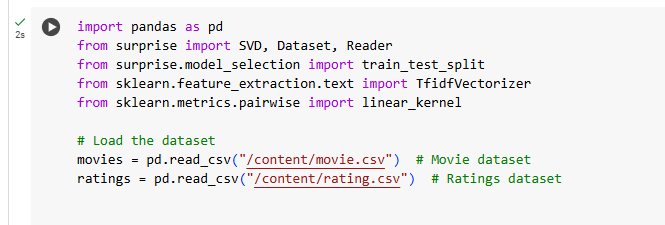 2s
import pandas as pd
from surprise import SVD, Dataset, Reader
from surprise.model_selection import train_test_split
from sklearn.feature_extraction.text import TfidfVectorizer
from sklearn.metrics.pairwise import linear_kernel
# Load the dataset
movies = pd.read_csv("/content/movie.csv")  # Movie dataset
ratings = pd.read_csv("/content/rating.csv")  # Ratings dataset